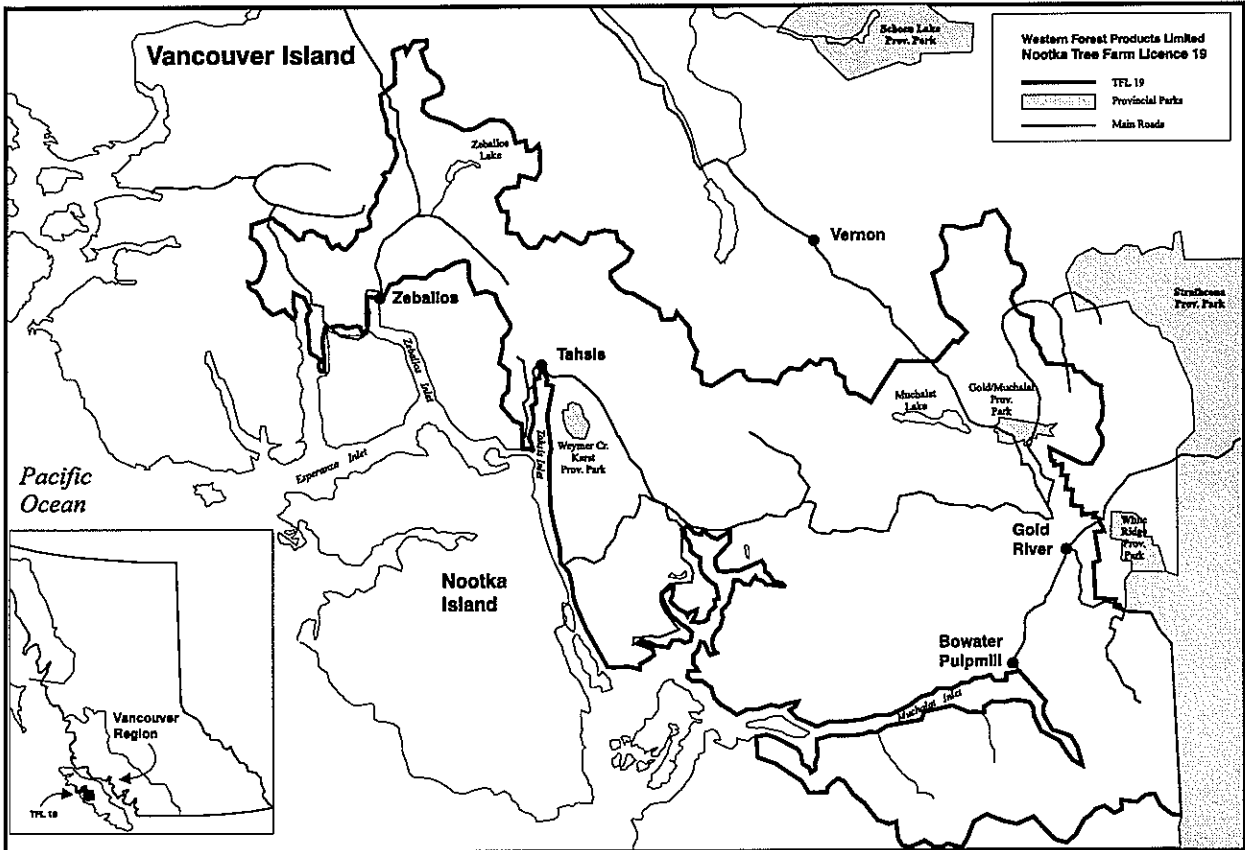 Vancouver Island
Schoen Lake
Prov. Park
Western Forest Products Limited
Nootka Tree Farm Licence 19
TFL 19
Provincial Parks
Main Roads
Zeballos
Lake
Vernon
Strathcona
Prov. Park
Zeballos
Zeballos Inlet
Tahsis
Muchalat
Lake
Gold/Muchalat
Prov.
Park
Tahsis Inlet
Weymer Cr.
Karst
Prov. Park
Esperanza Inlet
Pacific
Ocean
Gold
River
White
Ridge
Prov.
Park
Nootka
Island
Bowater
Pulpmill
Muchalat Inlet
Vancouver
Region
TFL 19